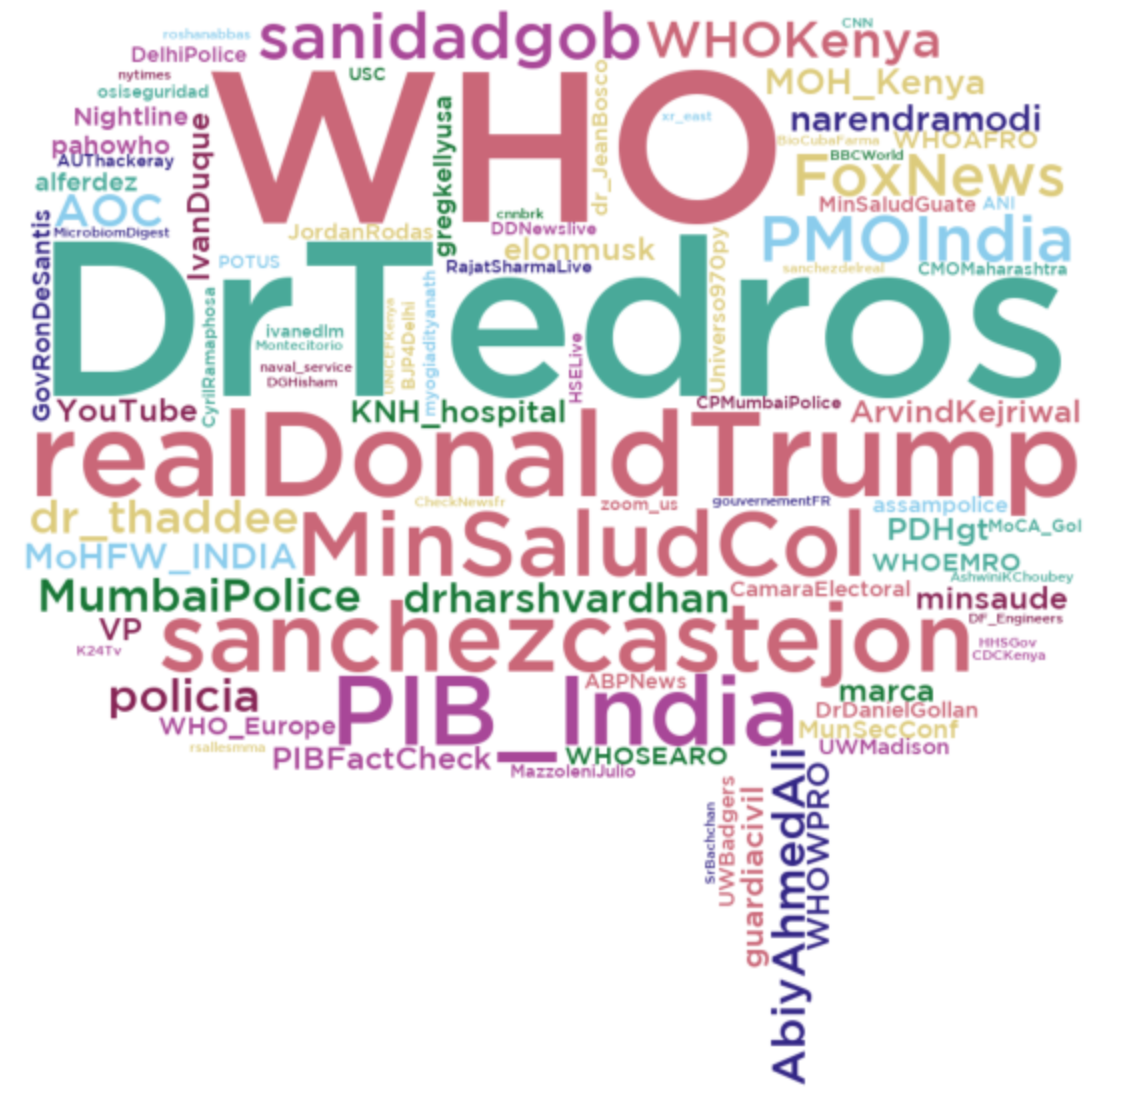 roshanabbas
sanidadgob
WHOKenya
CNN
DelhiPolice
nytimes
USC
MOH_Kenya
osiseguridad
WHO
dr_JeanBosco
Nightline
IvanDuque
gregkellyusa
xr_east
narendramodi
pahowho
BioCubaFarma
WHOAFRO
AUThackeray
BBCWorld
alferdez
FoxNews
AOC
MinSaludGuate
ANI
cnnbrk
MicrobiomDigest
JordanRodas
DDNewslive
PMOIndia
GovRonDeSantis
elonmusk
POTUS
RajatSharmaLive
sanchezdelreal
CMOMaharashtra
DrTedros
CyrilRamaphosa
ivanedlm
Montecitorio
UNICEFKenya
BJP4Delhi
myogiadityanath
HSELive
Universo970py
naval_service
DGHisham
YouTube
KNH_hospital
CPMumbaiPolice
ArvindKejriwal
realDonaldTrump
CheckNewsfr
zoom_us
gouvernementFR
assampolice
dr_thaddee
MinSaludCol
PDHgt
MoCA_GoI
MoHFW_INDIA
WHOEMRO
AshwiniKChoubey
MumbaiPolice
drharshvardhan
CamaraElectoral
minsaude
VP
sanchezcastejon
DF_Engineers
K24Tv
HHSGov
CDCKenya
policia
PIB_India
ABPNews
marca
DrDanielGollan
WHO_Europe
MunSecConf
rsallesmma
PIBFactCheck
WHOSEARO
UWMadison
MazzoleniJulio
SrBachchan
UWBadgers
guardiacivil
AbiyAhmedAli
WHOWPRO